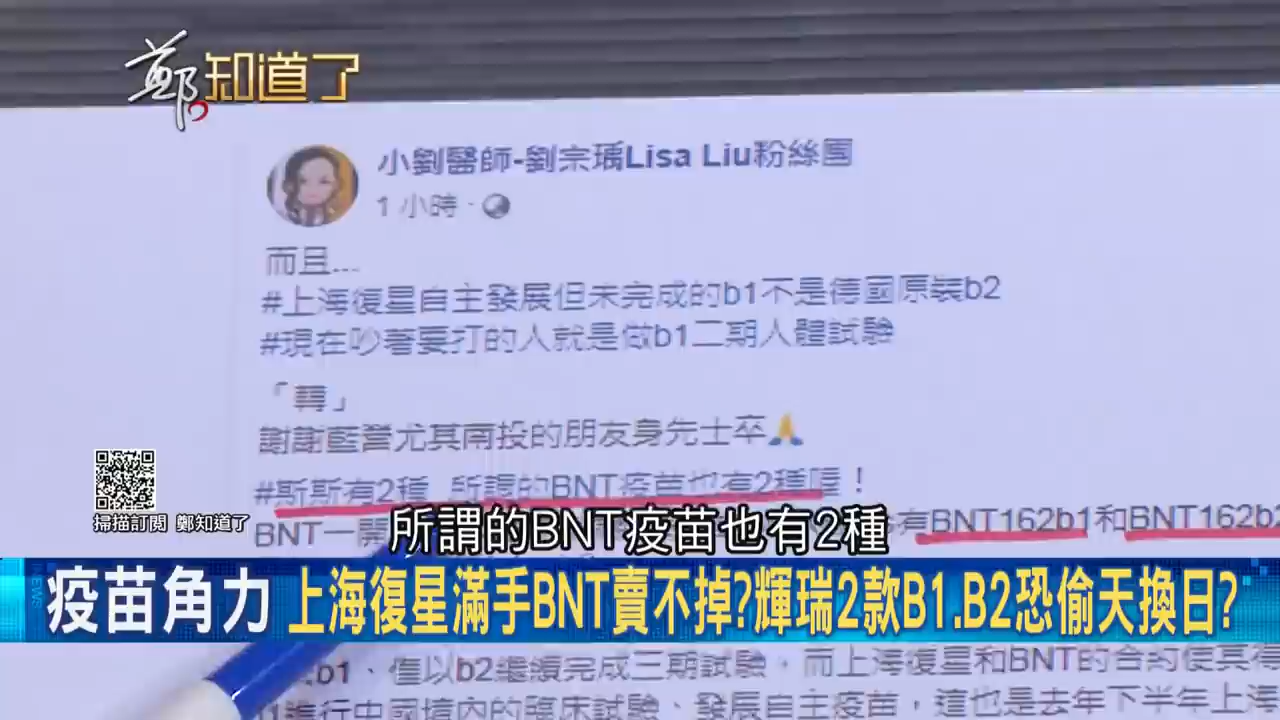 鄭知道了
小劉醫師-劉宗瑀Lisa Liu粉絲團
1 小時
而且....
#上海復星自主發展但未完成的b1不是德國原裝b2
#現在吵著要打的人就是做b1二期人體試驗
「轉」
謝謝藍營尤其南投的朋友身先士卒🙏
#斯斯有2種 所謂的BNT疫苗也有2種喔！
掃描訂閱 鄭知道了
BNT一開 有BNT162b1和BNT162b2
所謂的BNT疫苗也有2種
NEWS
疫苗角力 上海復星滿手BNT賣不掉?輝瑞2款B1.B2恐偷天換日?
b1、僅以b2繼續完成三期試驗，而上海復星和BNT的合約使其得
進行中國境內的臨床試驗、發展自主疫苗，這也是去年下半年上海